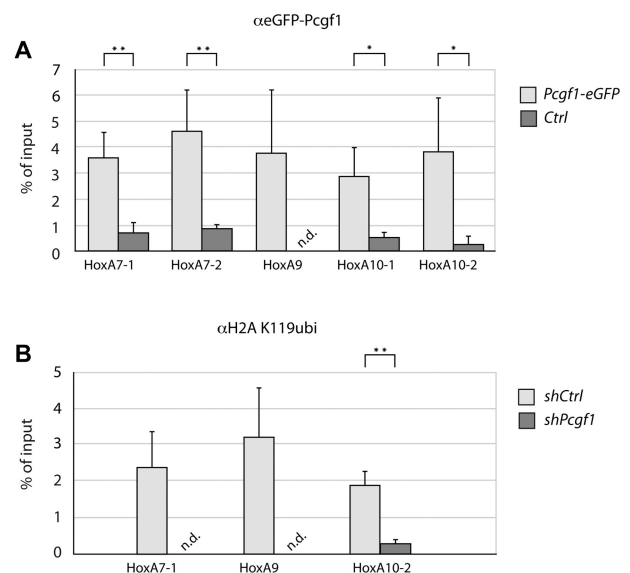 αeGFP-Pcgf1
A
** ** * *
7
6
5
4
3
2
1
0
% of input
n.d.
HoxA7-1 HoxA7-2 HoxA9 HoxA10-1 HoxA10-2
Pcgf1-eGFP
Ctrl
αH2A K119ubi
B
**
5
4
3
2
1
0
% of input
n.d. n.d.
HoxA7-1 HoxA9 HoxA10-2
shCtrl
shPcgf1